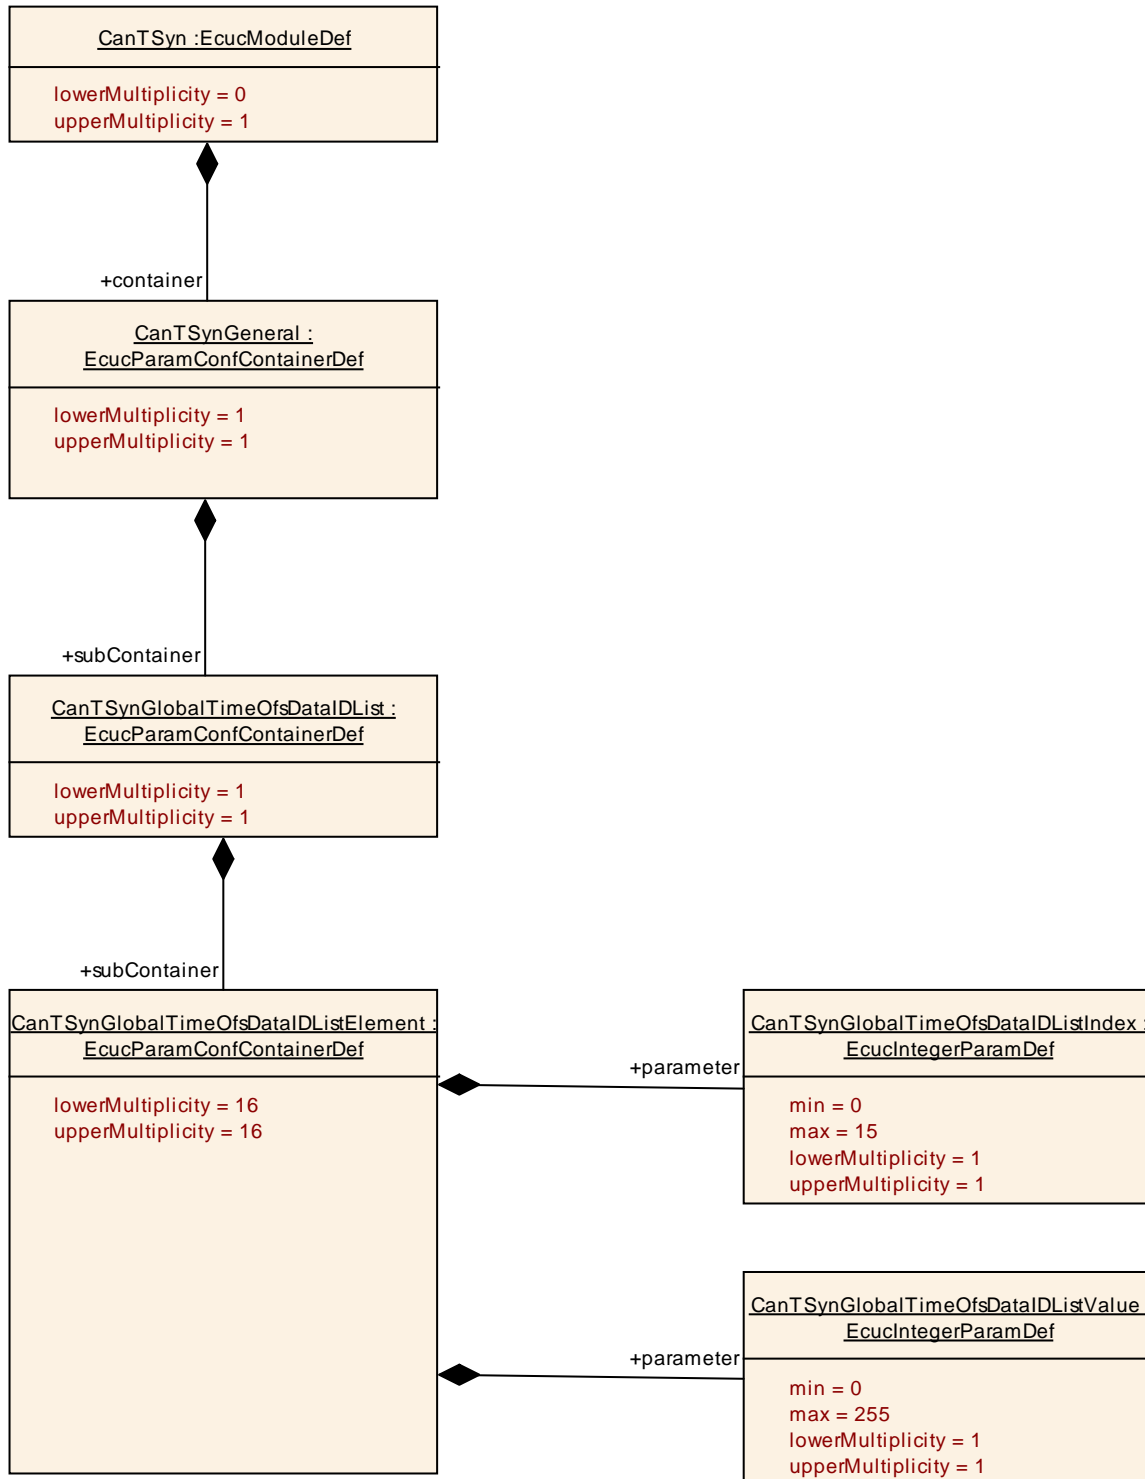 CanTSyn :EcucModuleDef
lowerMultiplicity = 0
upperMultiplicity = 1
+container
CanTSynGeneral :
EcucParamConfContainerDef
lowerMultiplicity = 1
upperMultiplicity = 1
+subContainer
CanTSynGlobalTimeOfsDataIDList :
EcucParamConfContainerDef
lowerMultiplicity = 1
upperMultiplicity = 1
+subContainer
CanTSynGlobalTimeOfsDataIDListElement :
EcucParamConfContainerDef
lowerMultiplicity = 16
upperMultiplicity = 16
+parameter
CanTSynGlobalTimeOfsDataIDListIndex :
EcucIntegerParamDef
min = 0
max = 15
lowerMultiplicity = 1
upperMultiplicity = 1
+parameter
CanTSynGlobalTimeOfsDataIDListValue
EcucIntegerParamDef
min = 0
max = 255
lowerMultiplicity = 1
upperMultiplicity = 1